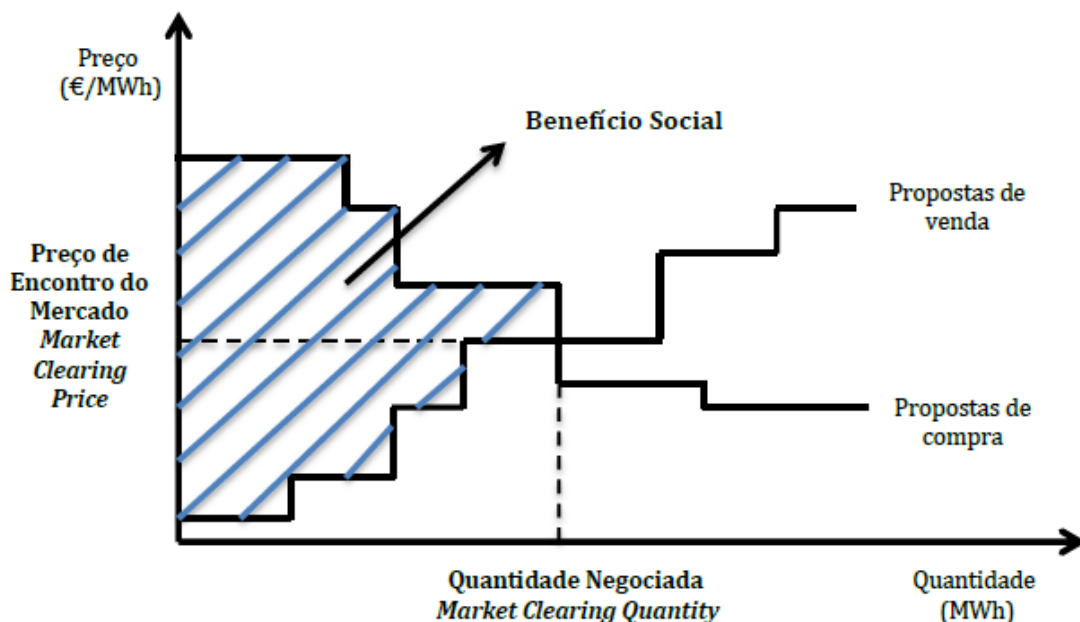 Preço
(€/MWh)
Benefício Social
Propostas de
venda
Preço de
Encontro do
Mercado
Market
Clearing
Price
Propostas de
compra
Quantidade Negociada
Market Clearing Quantity
Quantidade
(MWh)